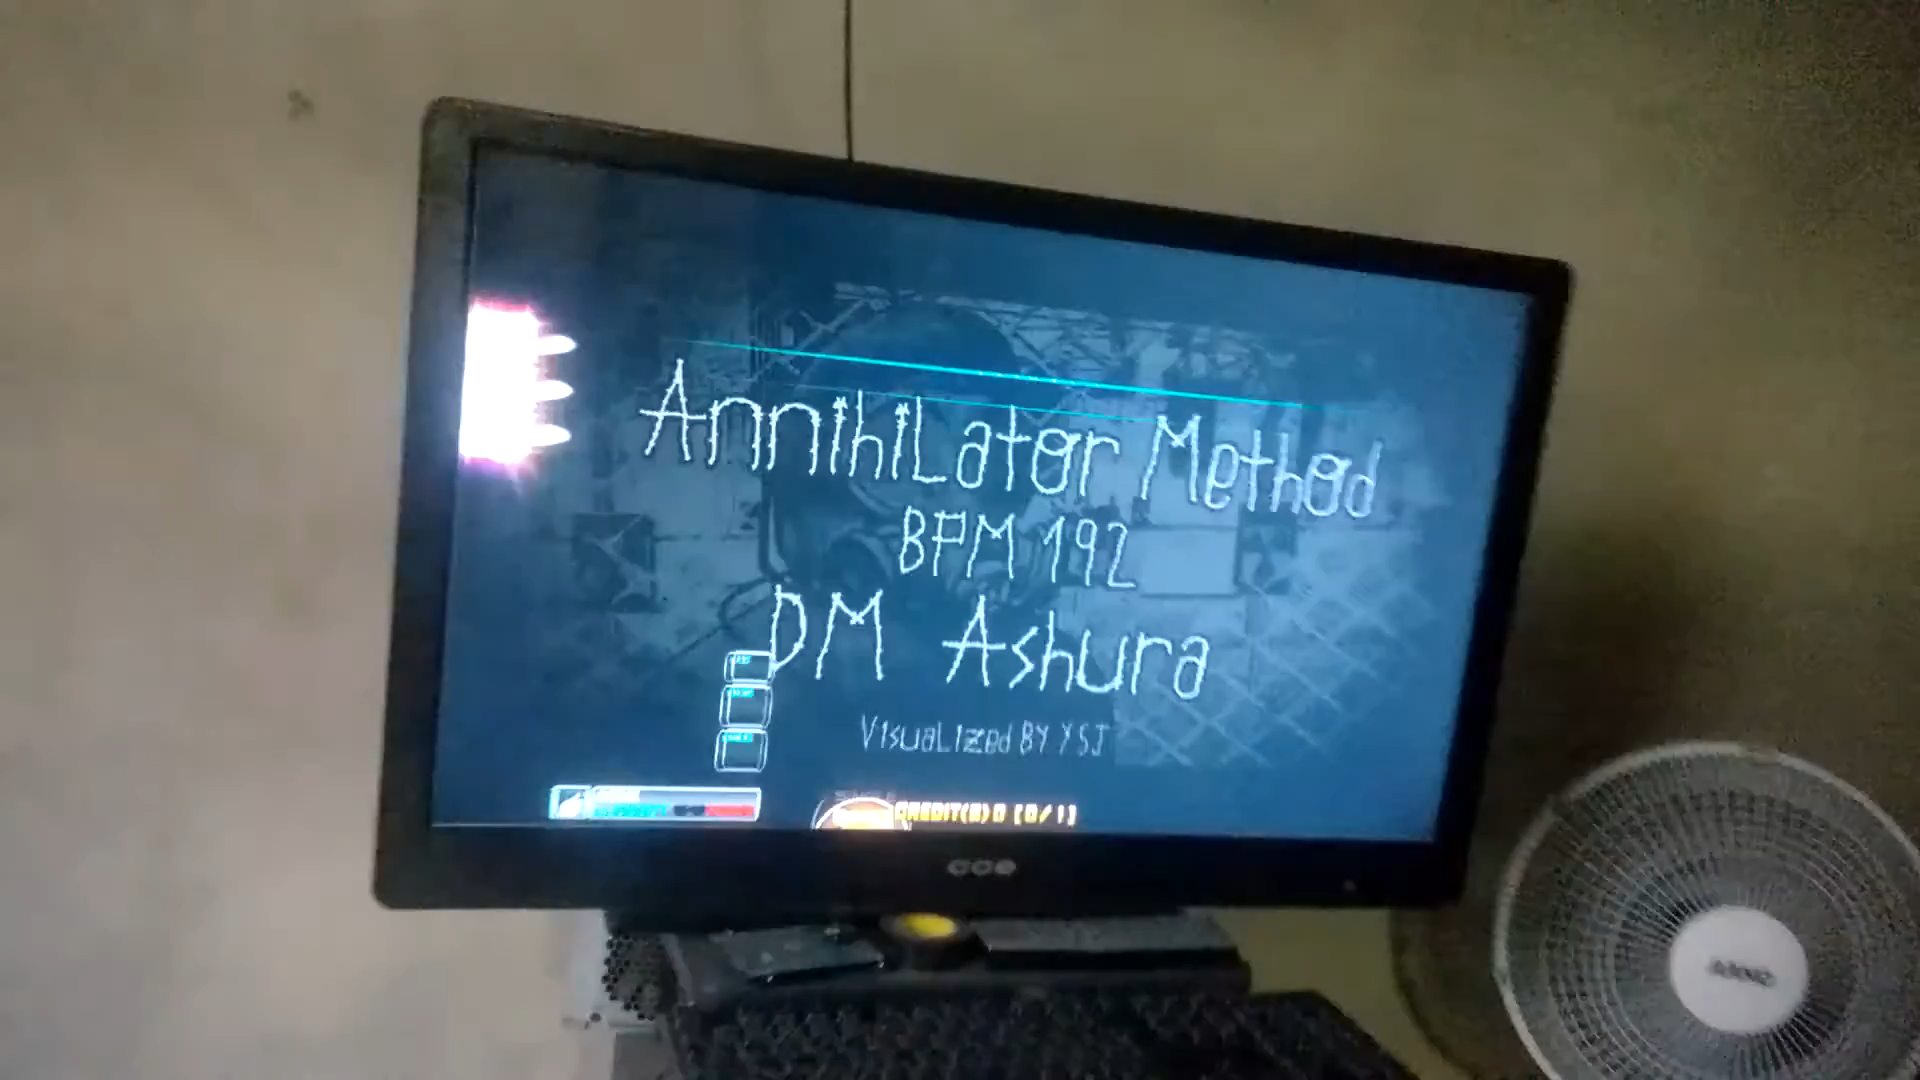 AnnihiLator Method
BPM 192
DM Ashura
VisuaLized BY YSJ
CREDIT(S) 0 [0/1]
cce